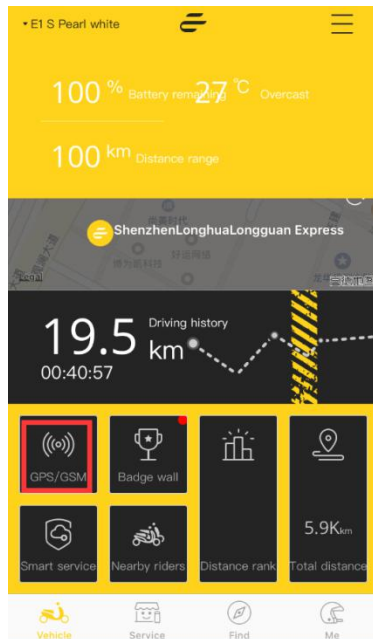 E1 S Pearl white
100 % Battery remaining 27 °C Overcast
100 km Distance range
ShenzhenLonghuaLongguan Express
Legal
19.5 km Driving history
00:40:57
GPS/GSM
Badge wall
Smart service
Nearby riders
Distance rank
5.9Kkm
Total distance
Vehicle
Service
Find
Me